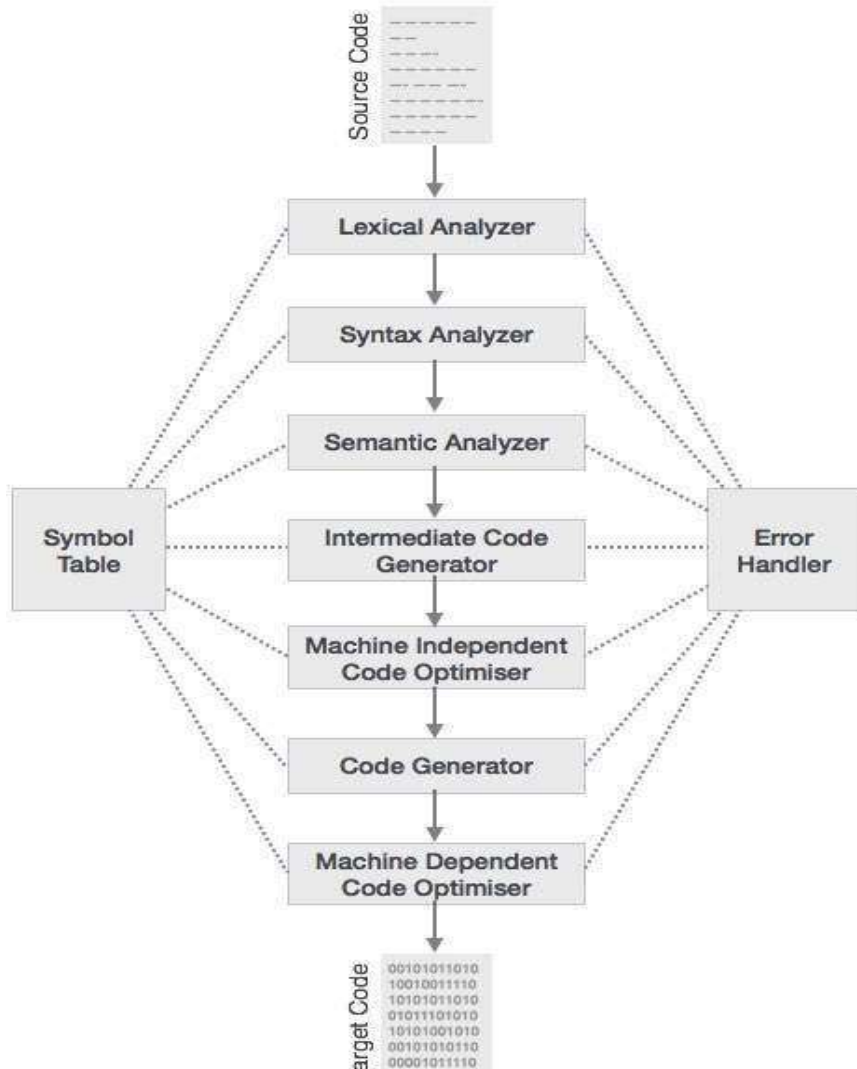 Source Code
Lexical Analyzer
Syntax Analyzer
Semantic Analyzer
Symbol
Table
Intermediate Code
Generator
Error
Handler
Machine Independent
Code Optimiser
Code Generator
Machine Dependent
Code Optimiser
arget Code
00101011010
10010011110
10101011010
01011101010
10101001010
00101010110
00001011110